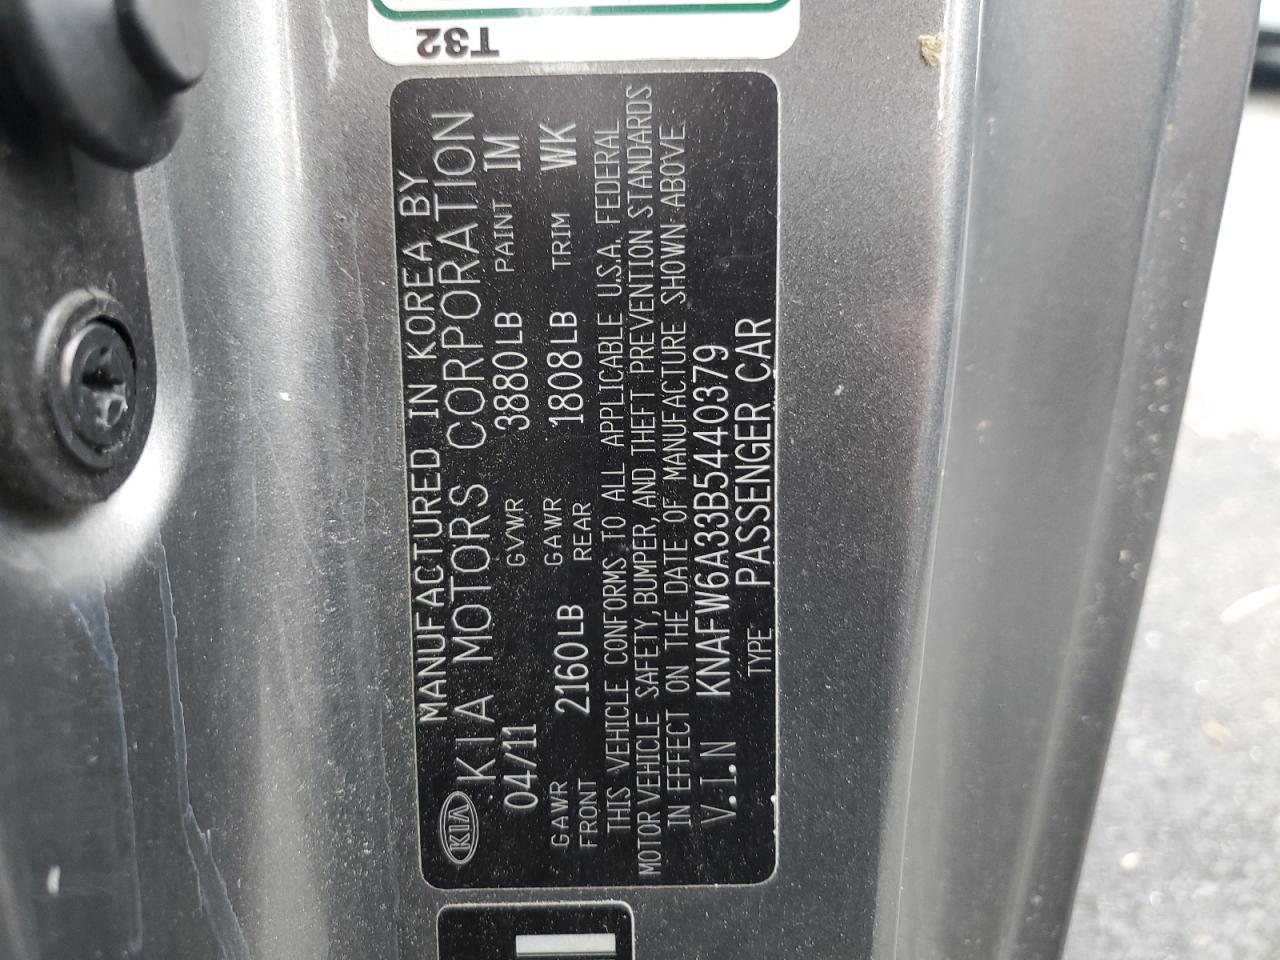 T32
MANUFACTURED IN KOREA BY
KIA KIA MOTORS CORPORATION
04/11 GVWR 3880LB PAINT IM
GAWR FRONT 2160LB GAWR REAR 1808LB TRIM WK
THIS VEHICLE CONFORMS TO ALL APPLICABLE U.S.A. FEDERAL
MOTOR VEHICLE SAFETY, BUMPER, AND THEFT PREVENTION STANDARDS
IN EFFECT ON THE DATE OF MANUFACTURE SHOWN ABOVE.
V.I.N KNAFW6A33B5440379
TYPE PASSENGER CAR